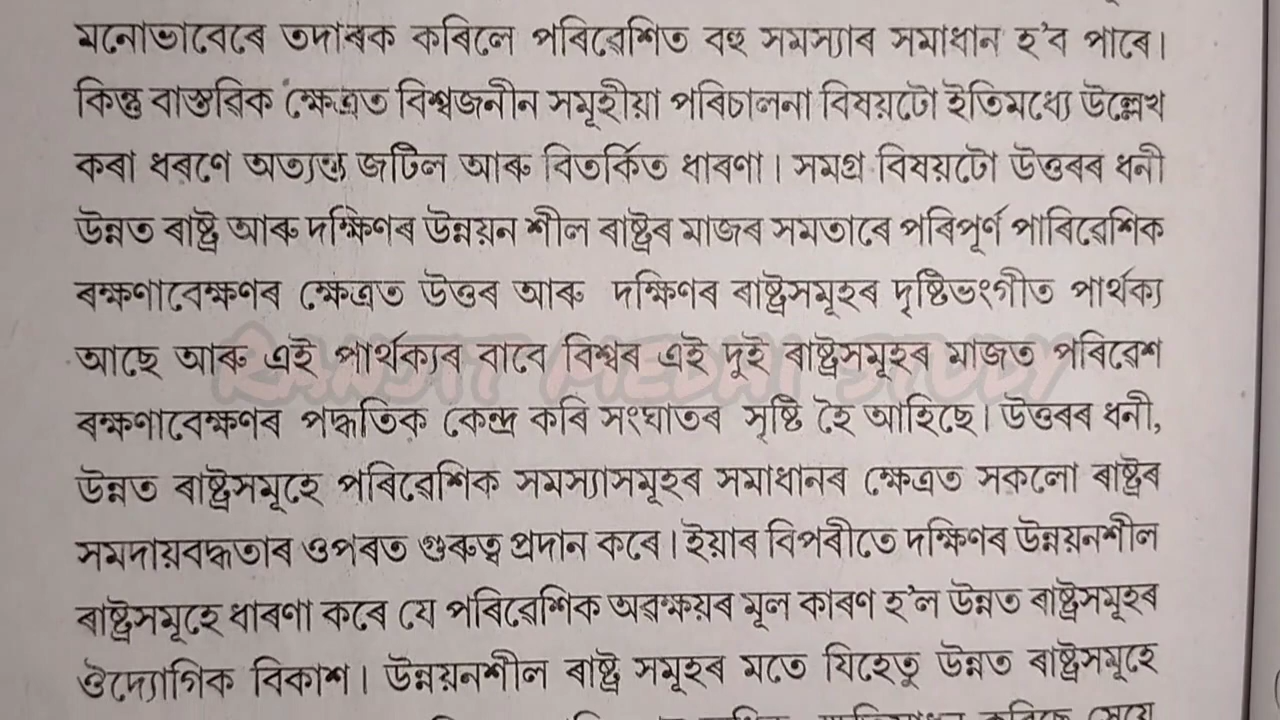 মনোভাবেৰে তদাৰক কৰিলে পৰিৱেশিত বহু সমস্যাৰ সমাধান হ'ব পাৰে।
কিন্তু বাস্তৱিক ক্ষেত্ৰত বিশ্বজনীন সমূহীয়া পৰিচালনা বিষয়টো ইতিমধ্যে উল্লেখ
কৰা ধৰণে অত্যন্ত জটিল আৰু বিতৰ্কিত ধাৰণা। সমগ্ৰ বিষয়টো উত্তৰৰ ধনী
উন্নত ৰাষ্ট্ৰ আৰু দক্ষিণৰ উন্নয়ন শীল ৰাষ্ট্ৰৰ মাজৰ সমতাৰে পৰিপূৰ্ণ পাৰিৱেশিক
ৰক্ষণাবেক্ষণৰ ক্ষেত্ৰত উত্তৰ আৰু দক্ষিণৰ ৰাষ্ট্ৰসমূহৰ দৃষ্টিভংগীত পাৰ্থক্য
আছে আৰু এই পাৰ্থক্যৰ বাবে বিশ্বৰ এই দুই ৰাষ্ট্ৰসমূহৰ মাজত পৰিৱেশ
RANJIT MEDHI STUDY
ৰক্ষণাবেক্ষণৰ পদ্ধতিক কেন্দ্ৰ কৰি সংঘাতৰ সৃষ্টি হৈ আহিছে। উত্তৰৰ ধনী,
উন্নত ৰাষ্ট্ৰসমূহে পৰিৱেশিক সমস্যাসমূহৰ সমাধানৰ ক্ষেত্ৰত সকলো ৰাষ্ট্ৰৰ
সমদায়বদ্ধতাৰ ওপৰত গুৰুত্ব প্ৰদান কৰে। ইয়াৰ বিপৰীতে দক্ষিণৰ উন্নয়নশীল
ৰাষ্ট্ৰসমূহে ধাৰণা কৰে যে পৰিৱেশিক অৱক্ষয়ৰ মূল কাৰণ হ'ল উন্নত ৰাষ্ট্ৰসমূহৰ
ঔদ্যোগিক বিকাশ। উন্নয়নশীল ৰাষ্ট্ৰ সমূহৰ মতে যিহেতু উন্নত ৰাষ্ট্ৰসমূহে